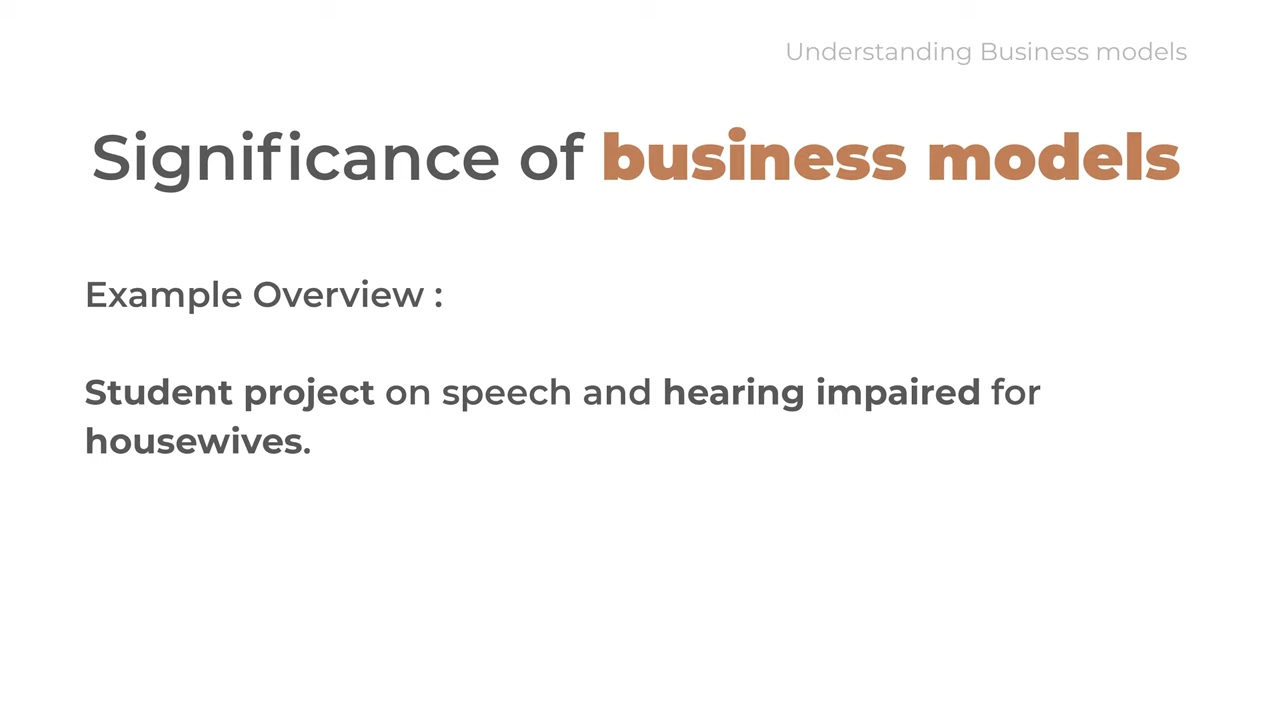 Understanding Business models
Significance of business models
Example Overview :
Student project on speech and hearing impaired for
housewives.